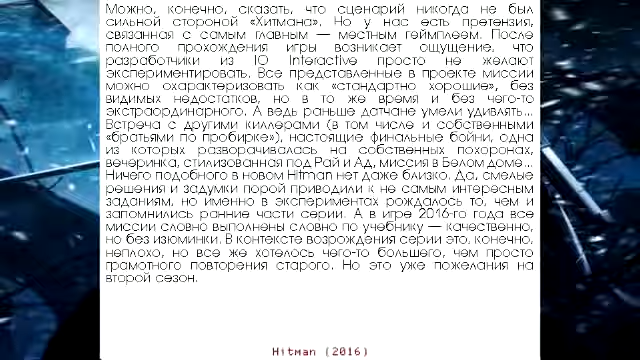 Можно, конечно, сказать, что сценарий никогда не был
сильной стороной «Хитмана». Но у нас есть претензия,
связанная с самым главным — местным геймплеем. После
полного прохождения игры возникает ощущение, что
разработчики из IO Interactive просто не желают
экспериментировать. Все представленные в проекте миссии
можно охарактеризовать как «стандартно хорошие», без
видимых недостатков, но в то же время и без чего-то
экстраординарного. А ведь раньше датчане умели удивлять...
Встреча с другими киллерами (в том числе и собственными
«братьями по пробирке»), настоящие финальные бойни, одна
из которых разворачивалась на собственных похоронах,
вечеринка, стилизованная под Рай и Ад, миссия в Белом доме...
Ничего подобного в новом Hitman нет даже близко. Да, смелые
решения и задумки порой приводили к не самым интересным
заданиям, но именно в экспериментах рождалось то, чем и
запомнились ранние части серии. А в игре 2016-го года все
миссии словно выполнены словно по учебнику — качественно,
но без изюминки. В контексте возрождения серии это, конечно,
неплохо, но все же хотелось чего-то большего, чем просто
грамотного повторения старого. Но это уже пожелания на
второй сезон.
Hitman (2016)